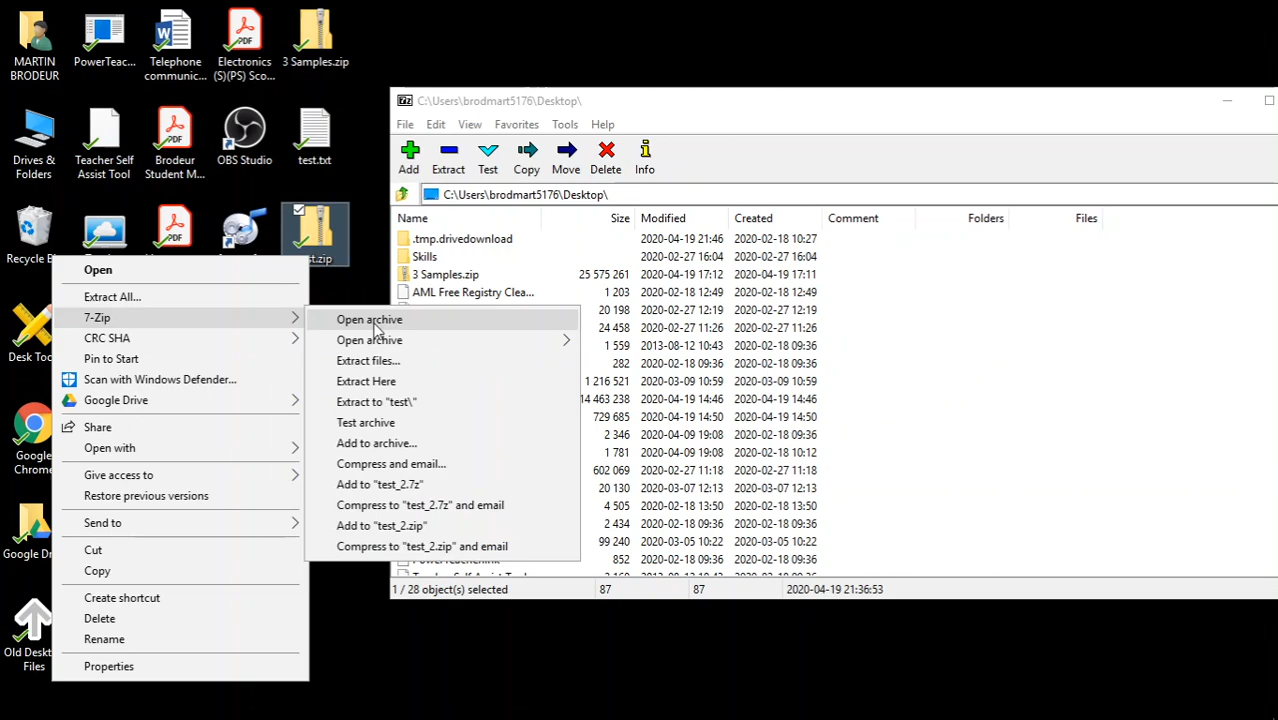 MARTIN
BRODEUR
PowerTeac...
Telephone
communic...
Electronics
(S)(PS) Sco...
3 Samples.zip
Drives &
Folders
Teacher Self
Assist Tool
Brodeur
Student M...
OBS Studio
test.txt
Recycle B
Desk To
Google
Chrome
Google Dr
Old Deskt
Files
Open
Extract All...
7-Zip
CRC SHA
Pin to Start
Scan with Windows Defender...
Google Drive
Share
Open with
Give access to
Restore previous versions
Send to
Cut
Copy
Create shortcut
Delete
Rename
Properties
Open archive
Open archive
Extract files...
Extract Here
Extract to "test\"
Test archive
Add to archive...
Compress and email...
Add to "test_2.7z"
Compress to "test_2.7z" and email
Add to "test_2.zip"
Compress to "test_2.zip" and email
7z C:\Users\brodmart5176\Desktop\
File Edit View Favorites Tools Help
Add Extract Test Copy Move Delete Info
C:\Users\brodmart5176\Desktop\
Name Size Modified Created Comment Folders Files
.tmp.drivedownload 2020-04-19 21:46 2020-02-18 10:27
Skills 2020-02-27 16:04 2020-02-27 16:04
3 Samples.zip 25 575 261 2020-04-19 17:12 2020-04-19 17:11
AML Free Registry Clea... 1 203 2020-02-18 12:49 2020-02-18 12:49
20 198 2020-02-18 12:49 2020-02-18 12:49
24 458 2020-02-27 11:26 2020-02-27 11:26
1 559 2013-08-12 10:43 2020-02-18 09:36
282 2020-02-18 09:36 2020-02-18 09:36
1 216 521 2020-03-09 10:59 2020-03-09 10:59
14 463 238 2020-04-19 14:46 2020-04-19 14:46
729 685 2020-04-19 14:50 2020-04-09 14:50
2 346 2020-04-09 19:08 2020-02-18 09:36
1 781 2020-04-09 19:08 2020-02-18 10:12
602 069 2020-02-27 11:18 2020-02-27 11:18
20 130 2020-03-07 12:13 2020-03-07 12:13
4 505 2020-02-18 13:50 2020-02-18 13:50
2 434 2020-02-18 09:36 2020-02-18 09:36
99 240 2020-03-05 10:22 2020-03-05 10:22
852 2020-02-18 09:36 2020-02-18 09:36
1 / 28 object(s) selected 87 87 2020-04-19 21:36:53